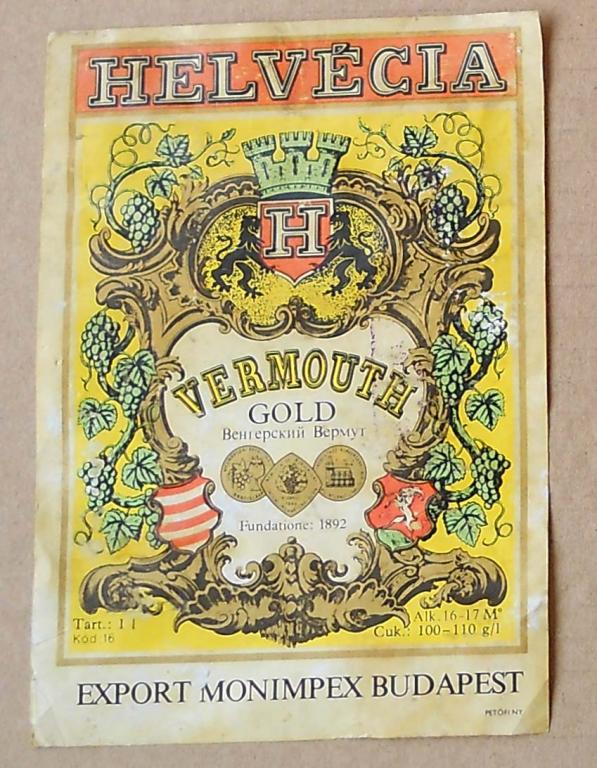 HELVÉCIA
H
VERMOUTH
GOLD
Венгерский Вермут
Fundatione: 1892
Tart.: 1 l
Kód 16
Alk. 16-17 M°
Cuk.: 100-110 g/l
EXPORT MONIMPEX BUDAPEST
PETŐFI NY.